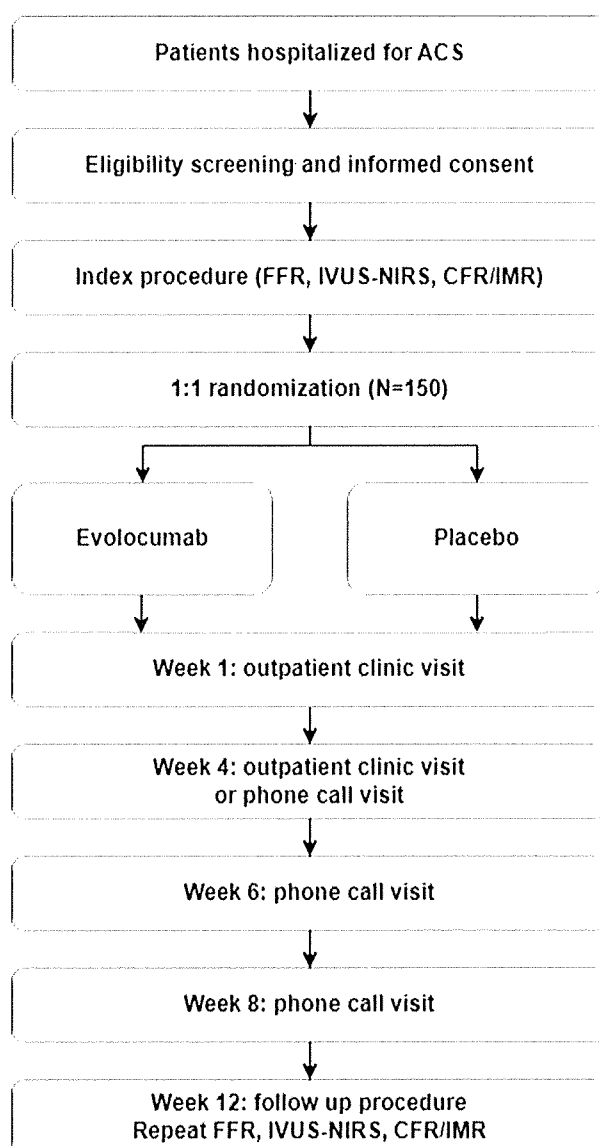 Patients hospitalized for ACS
Eligibility screening and informed consent
Index procedure (FFR, IVUS-NIRS, CFR/IMR)
1:1 randomization (N=150)
Evolocumab
Placebo
Week 1: outpatient clinic visit
Week 4: outpatient clinic visit
or phone call visit
Week 6: phone call visit
Week 8: phone call visit
Week 12: follow up procedure
Repeat FFR, IVUS-NIRS, CFR/IMR